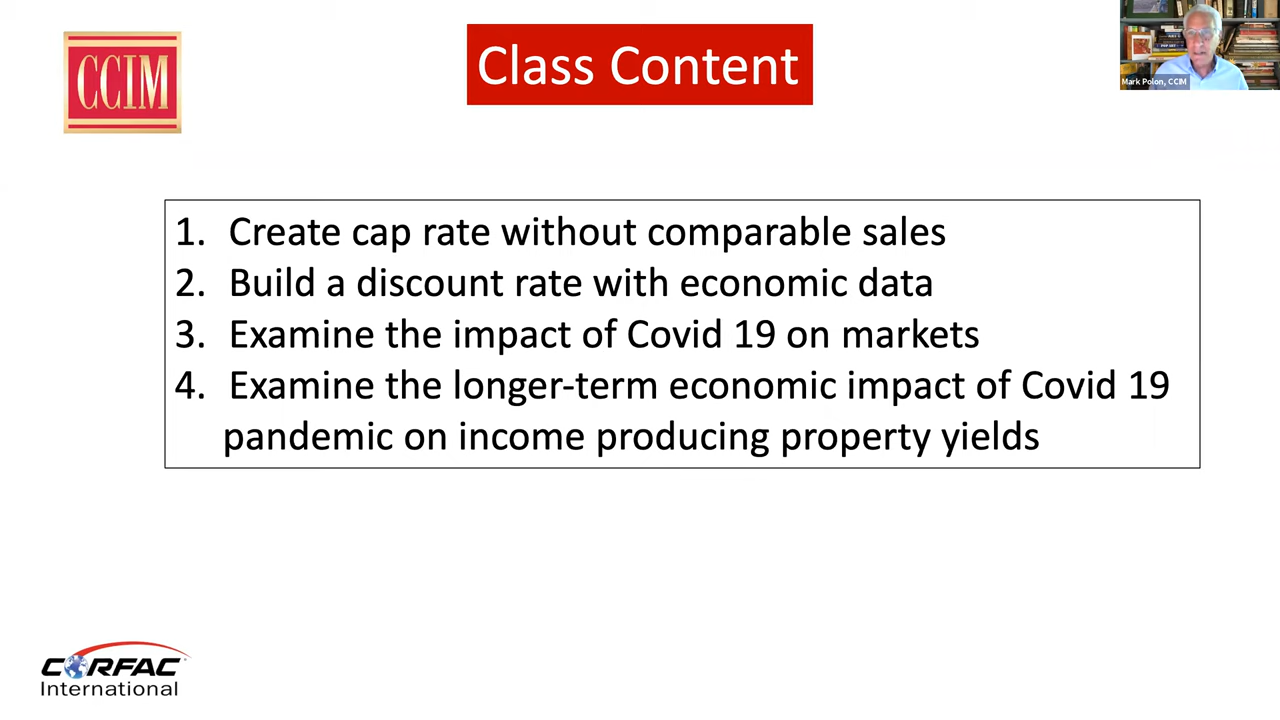 CCIM
Class Content
Mark Polon, CCIM
1. Create cap rate without comparable sales
2. Build a discount rate with economic data
3. Examine the impact of Covid 19 on markets
4. Examine the longer-term economic impact of Covid 19
pandemic on income producing property yields
CORFAC
International